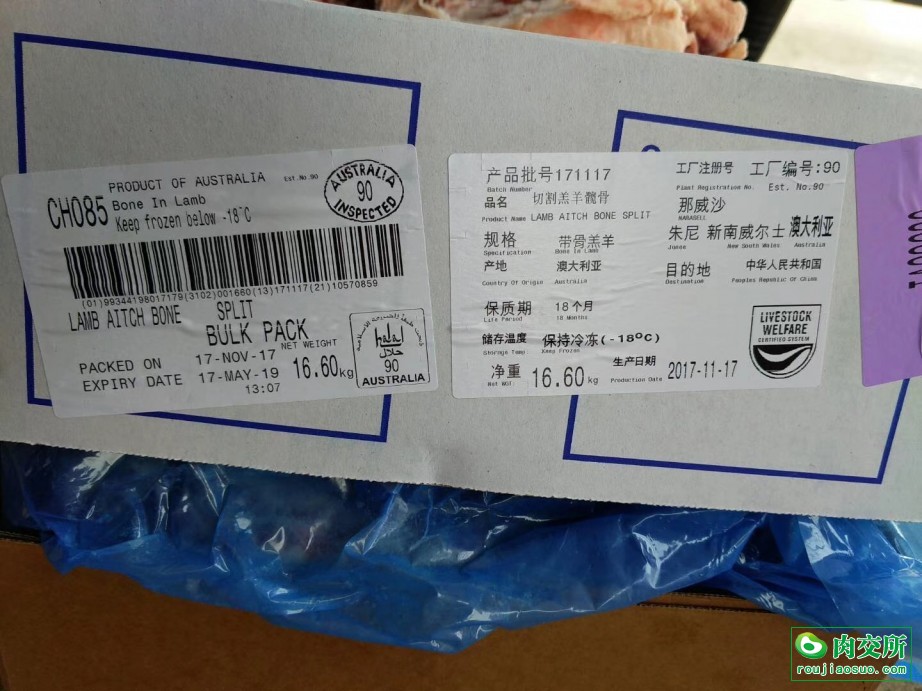 PRODUCT OF AUSTRALIA Est.No.90
CH085 Bone In Lamb
Keep frozen below -18°C
AUSTRALIA
90
INSPECTED
(01)99344198017179(3102)001660(13)171117(21)10570859
LAMB AITCH BONE SPLIT
BULK PACK
PACKED ON 17-NOV-17 NET WEIGHT
EXPIRY DATE 17-MAY-19 16.60kg
13:07
halal
حلال
90
AUSTRALIA
产品批号171117
Batch Number
品名 切割羔羊髋骨
Product Name LAMB AITCH BONE SPLIT
规格 带骨羔羊
Specification Bone In Lamb
产地 澳大利亚
Country Of Origin Australia
保质期 18个月
Life Period 18 Months
储存温度 保持冷冻(-18°C)
Storage Temp Keep Frozen
净重 16.60kg
Net WGT
生产日期 2017-11-17
Production Date
工厂注册号 工厂编号:90
Plant Registration No. Est. No.90
那威沙
朱尼 新南威尔士 澳大利亚
Junee New South Wales Australia
目的地 中华人民共和国
Destination Peoples Republic Of China
LIVESTOCK
WELFARE
CERTIFIED SYSTEM
肉交所
roujiaosuo.com